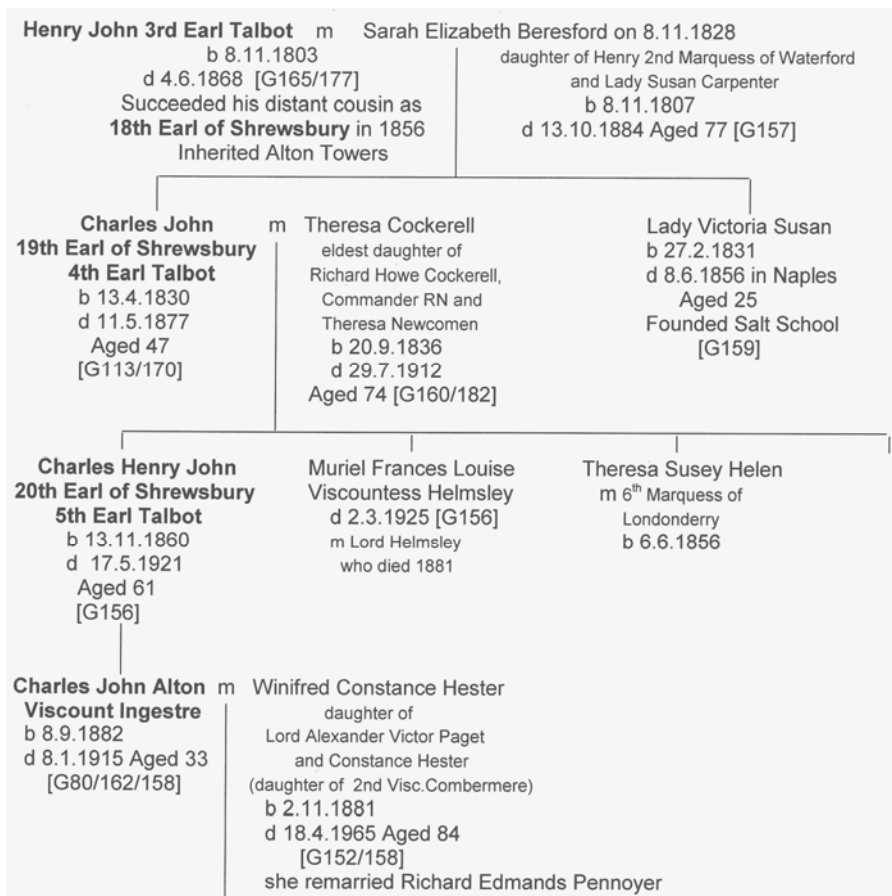 Henry John 3rd Earl Talbot m Sarah Elizabeth Beresford on 8.11.1828
b 8.11.1803
d 4.6.1868 [G165/177]
Succeeded his distant cousin as
18th Earl of Shrewsbury in 1856
Inherited Alton Towers
daughter of Henry 2nd Marquess of Waterford
and Lady Susan Carpenter
b 8.11.1807
d 13.10.1884 Aged 77 [G157]
Charles John m
19th Earl of Shrewsbury
4th Earl Talbot
b 13.4.1830
d 11.5.1877
Aged 47
[G113/170]
Theresa Cockerell
eldest daughter of
Richard Howe Cockerell,
Commander RN and
Theresa Newcomen
b 20.9.1836
d 29.7.1912
Aged 74 [G160/182]
Lady Victoria Susan
b 27.2.1831
d 8.6.1856 in Naples
Aged 25
Founded Salt School
[G159]
Charles Henry John
20th Earl of Shrewsbury
5th Earl Talbot
b 13.11.1860
d 17.5.1921
Aged 61
[G156]
Muriel Frances Louise
Viscountess Helmsley
d 2.3.1925 [G156]
m Lord Helmsley
who died 1881
Theresa Susey Helen
m 6th Marquess of
Londonderry
b 6.6.1856
Charles John Alton m
Viscount Ingestre
b 8.9.1882
d 8.1.1915 Aged 33
[G80/162/158]
Winifred Constance Hester
daughter of
Lord Alexander Victor Paget
and Constance Hester
(daughter of 2nd Visc.Combermere)
b 2.11.1881
d 18.4.1965 Aged 84
[G152/158]
she remarried Richard Edmands Pennoyer